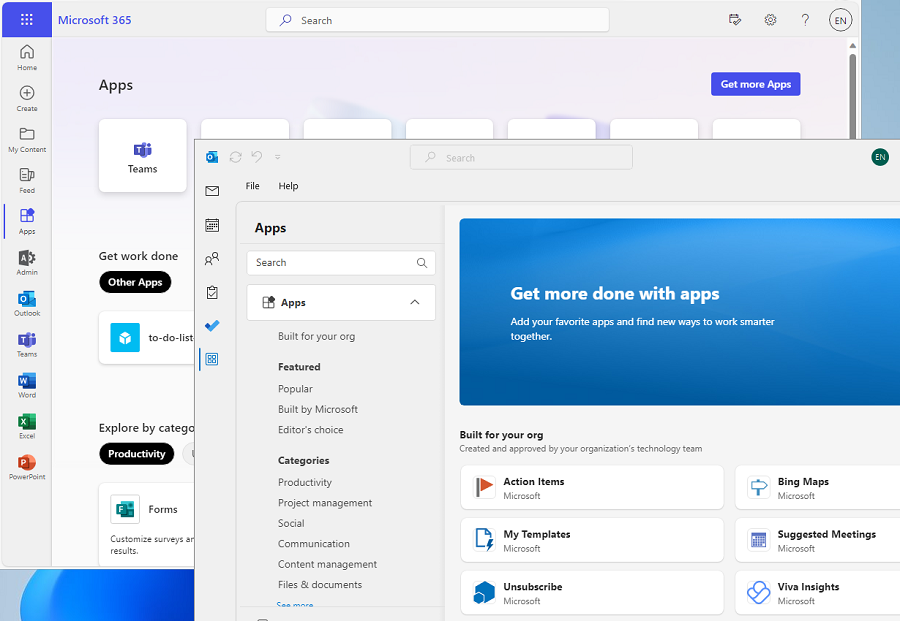 Microsoft 365
Search
EN
Home
Create
My Content
Feed
Apps
Admin
Outlook
Teams
Word
Excel
PowerPoint
Apps
Get more Apps
Teams
Get work done
Other Apps
to-do-list
Explore by catego
Productivity
Forms
Customize surveys an
results.
Search
EN
File Help
Apps
Search
Apps
Built for your org
Featured
Popular
Built by Microsoft
Editor's choice
Categories
Productivity
Project management
Social
Communication
Content management
Files & documents
See more
Get more done with apps
Add your favorite apps and find new ways to work smarter
together.
Built for your org
Created and approved by your organization's technology team
Action Items
Microsoft
Bing Maps
Microsoft
My Templates
Microsoft
Suggested Meetings
Microsoft
Unsubscribe
Microsoft
Viva Insights
Microsoft